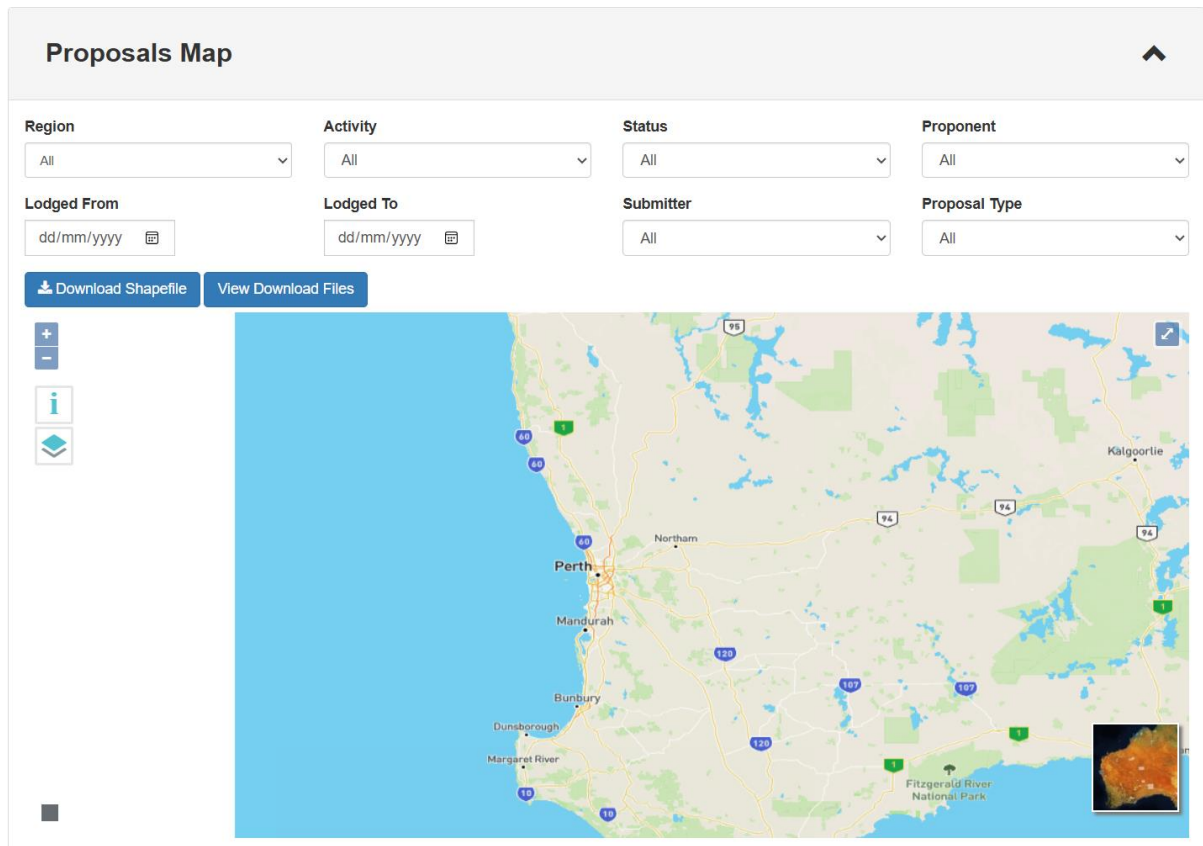 Proposals Map
Region Activity Status Proponent
All All All All
Lodged From Lodged To Submitter Proposal Type
dd/mm/yyyy dd/mm/yyyy All All
Download Shapefile View Download Files
+
−
i
95
60
1
60
Kalgoorlie
94
94
94
60
Northam
Perth
1
Mandurah
120
107
107
Bunbury
Dunsborough
1
120
Margaret River
1
Fitzgerald River
National Park
10
10